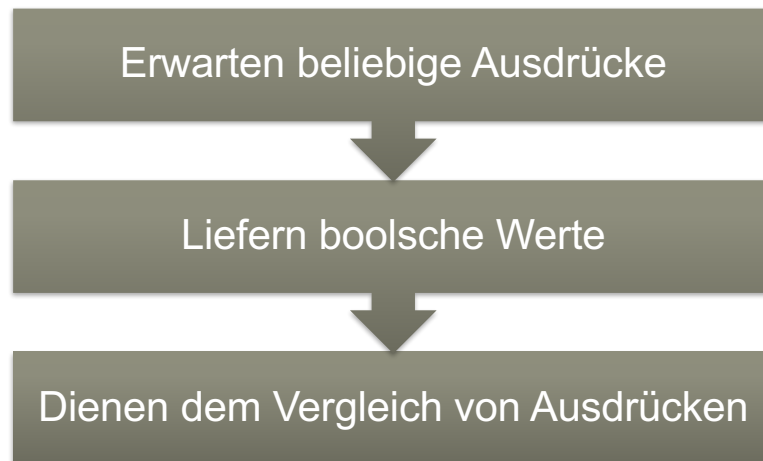 Erwarten beliebige Ausdrücke
Liefern boolsche Werte
Dienen dem Vergleich von Ausdrücken